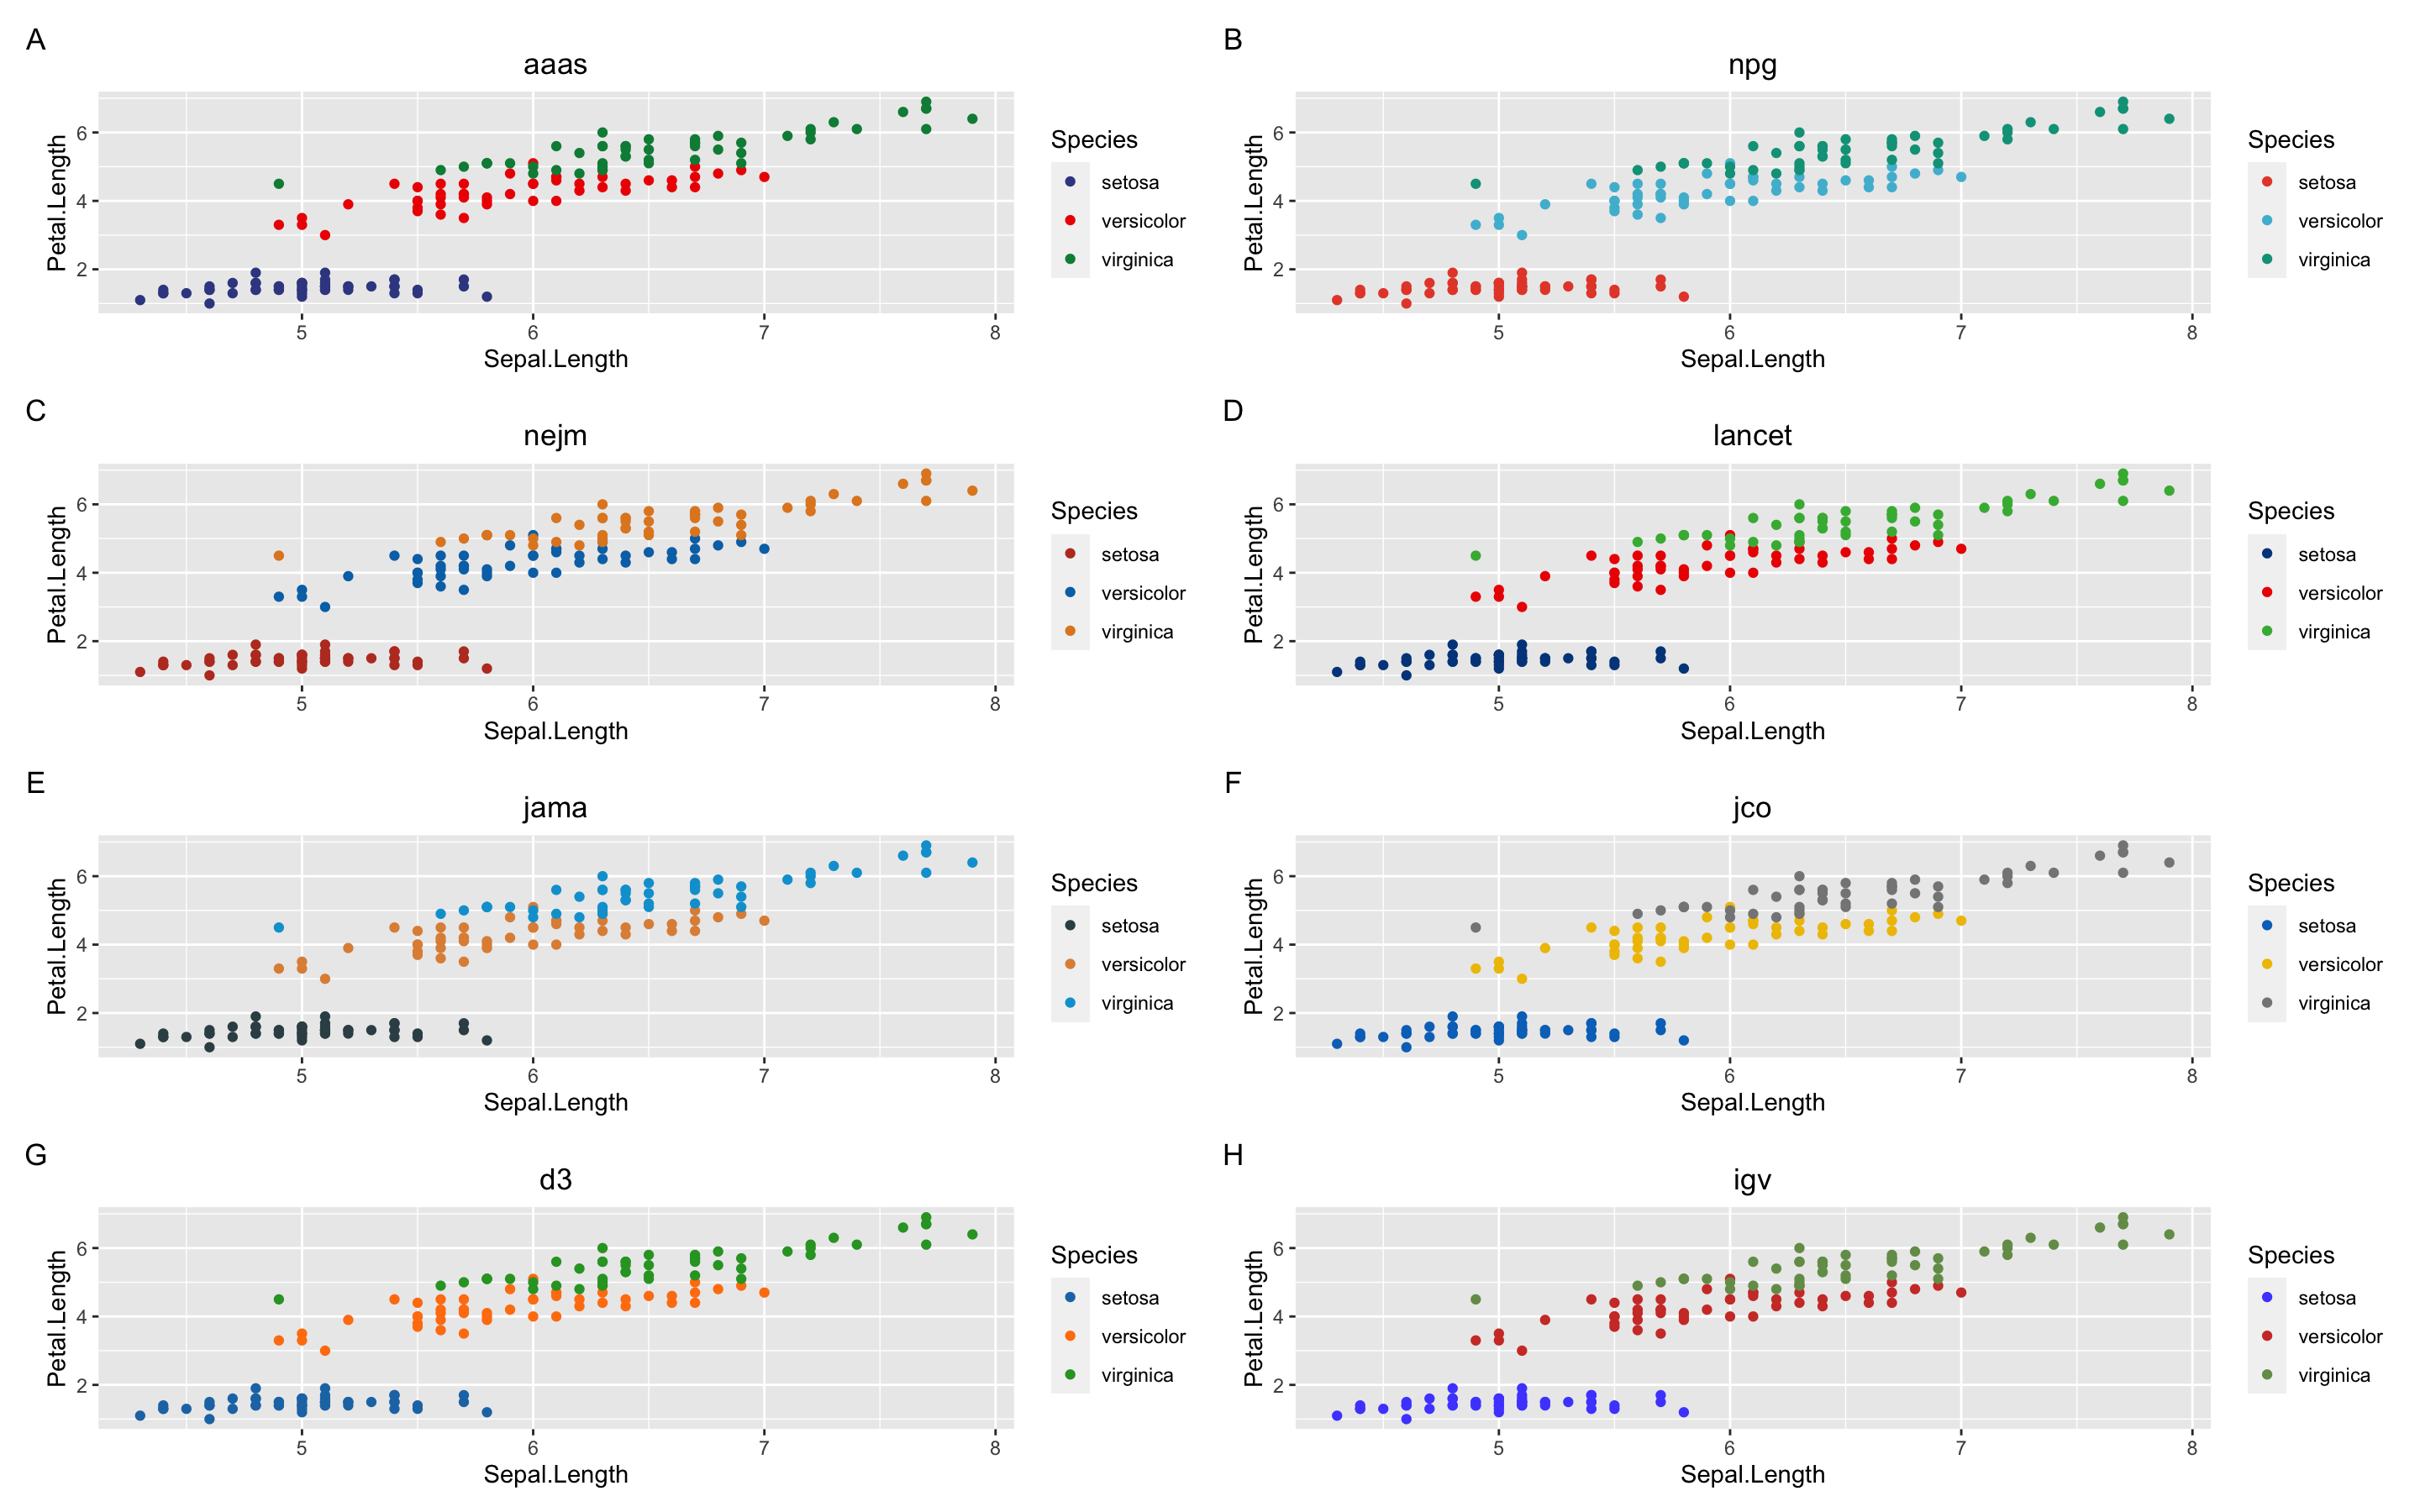 A
aaas
Petal.Length
6
4
2
5 6 7 8
Sepal.Length
Species
setosa
versicolor
virginica
B
npg
Petal.Length
6
4
2
5 6 7 8
Sepal.Length
Species
setosa
versicolor
virginica
C
nejm
Petal.Length
6
4
2
5 6 7 8
Sepal.Length
Species
setosa
versicolor
virginica
D
lancet
Petal.Length
6
4
2
5 6 7 8
Sepal.Length
Species
setosa
versicolor
virginica
E
jama
Petal.Length
6
4
2
5 6 7 8
Sepal.Length
Species
setosa
versicolor
virginica
F
jco
Petal.Length
6
4
2
5 6 7 8
Sepal.Length
Species
setosa
versicolor
virginica
G
d3
Petal.Length
6
4
2
5 6 7 8
Sepal.Length
Species
setosa
versicolor
virginica
H
igv
Petal.Length
6
4
2
5 6 7 8
Sepal.Length
Species
setosa
versicolor
virginica